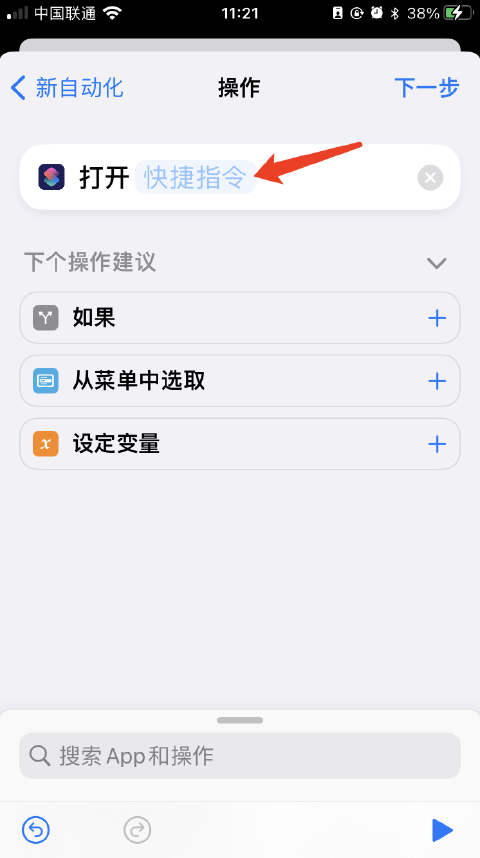 中国联通 11:21 38%
新自动化 操作 下一步
打开 快捷指令
下个操作建议
如果
从菜单中选取
设定变量
搜索App和操作